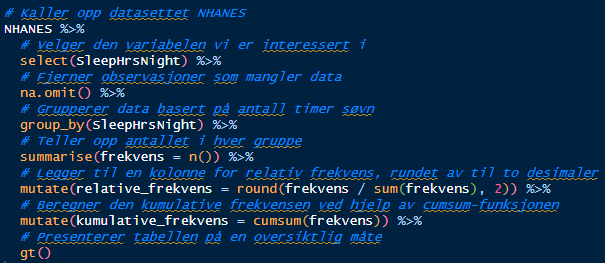 # Kaller opp datasettet NHANES
NHANES %>%
# Velger den variabelen vi er interessert i
select(SleepHrsNight) %>%
# Fjerner observasjoner som mangler data
na.omit() %>%
# Grupperer data basert på antall timer søvn
group_by(SleepHrsNight) %>%
# Teller opp antallet i hver gruppe
summarise(frekvens = n()) %>%
# Legger til en kolonne for relativ frekvens, rundet av til to desimaler
mutate(relative_frekvens = round(frekvens / sum(frekvens), 2)) %>%
# Beregner den kumulative frekvensen ved hjelp av cumsum-funksjonen
mutate(kumulative_frekvens = cumsum(frekvens)) %>%
# Presenterer tabellen på en oversiktlig måte
gt()